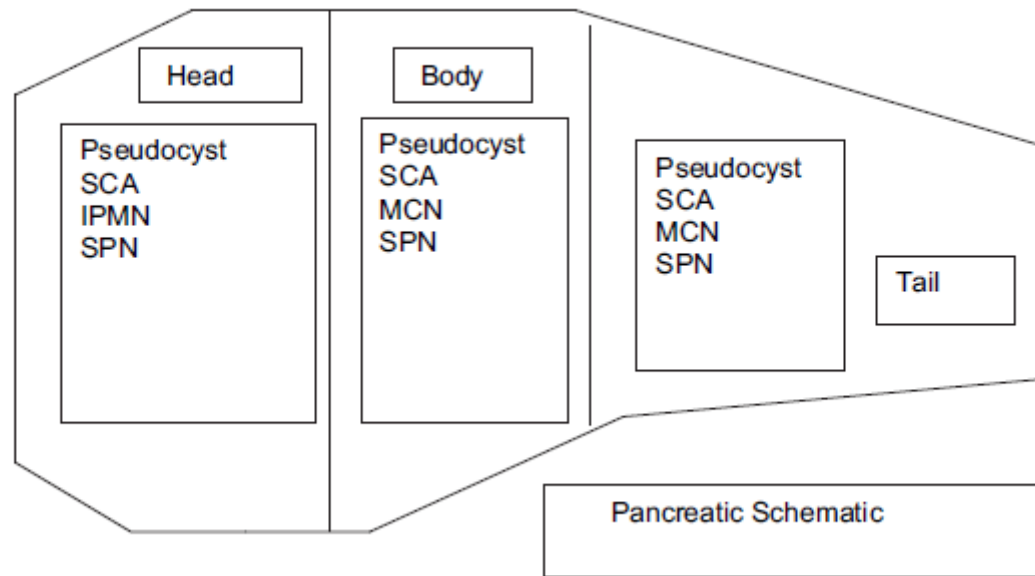 Head
Pseudocyst
SCA
IPMN
SPN
Body
Pseudocyst
SCA
MCN
SPN
Pseudocyst
SCA
MCN
SPN
Tail
Pancreatic Schematic